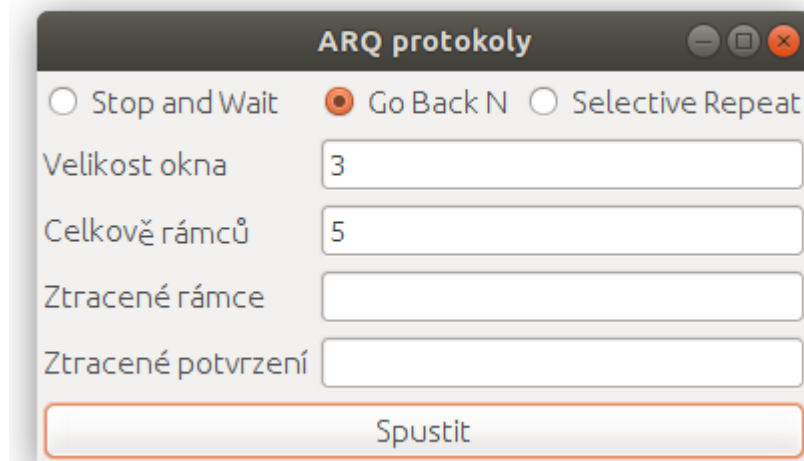 ARQ protokoly
Stop and Wait Go Back N Selective Repeat
Velikost okna 3
Celkově rámců 5
Ztracené rámce
Ztracené potvrzení
Spustit